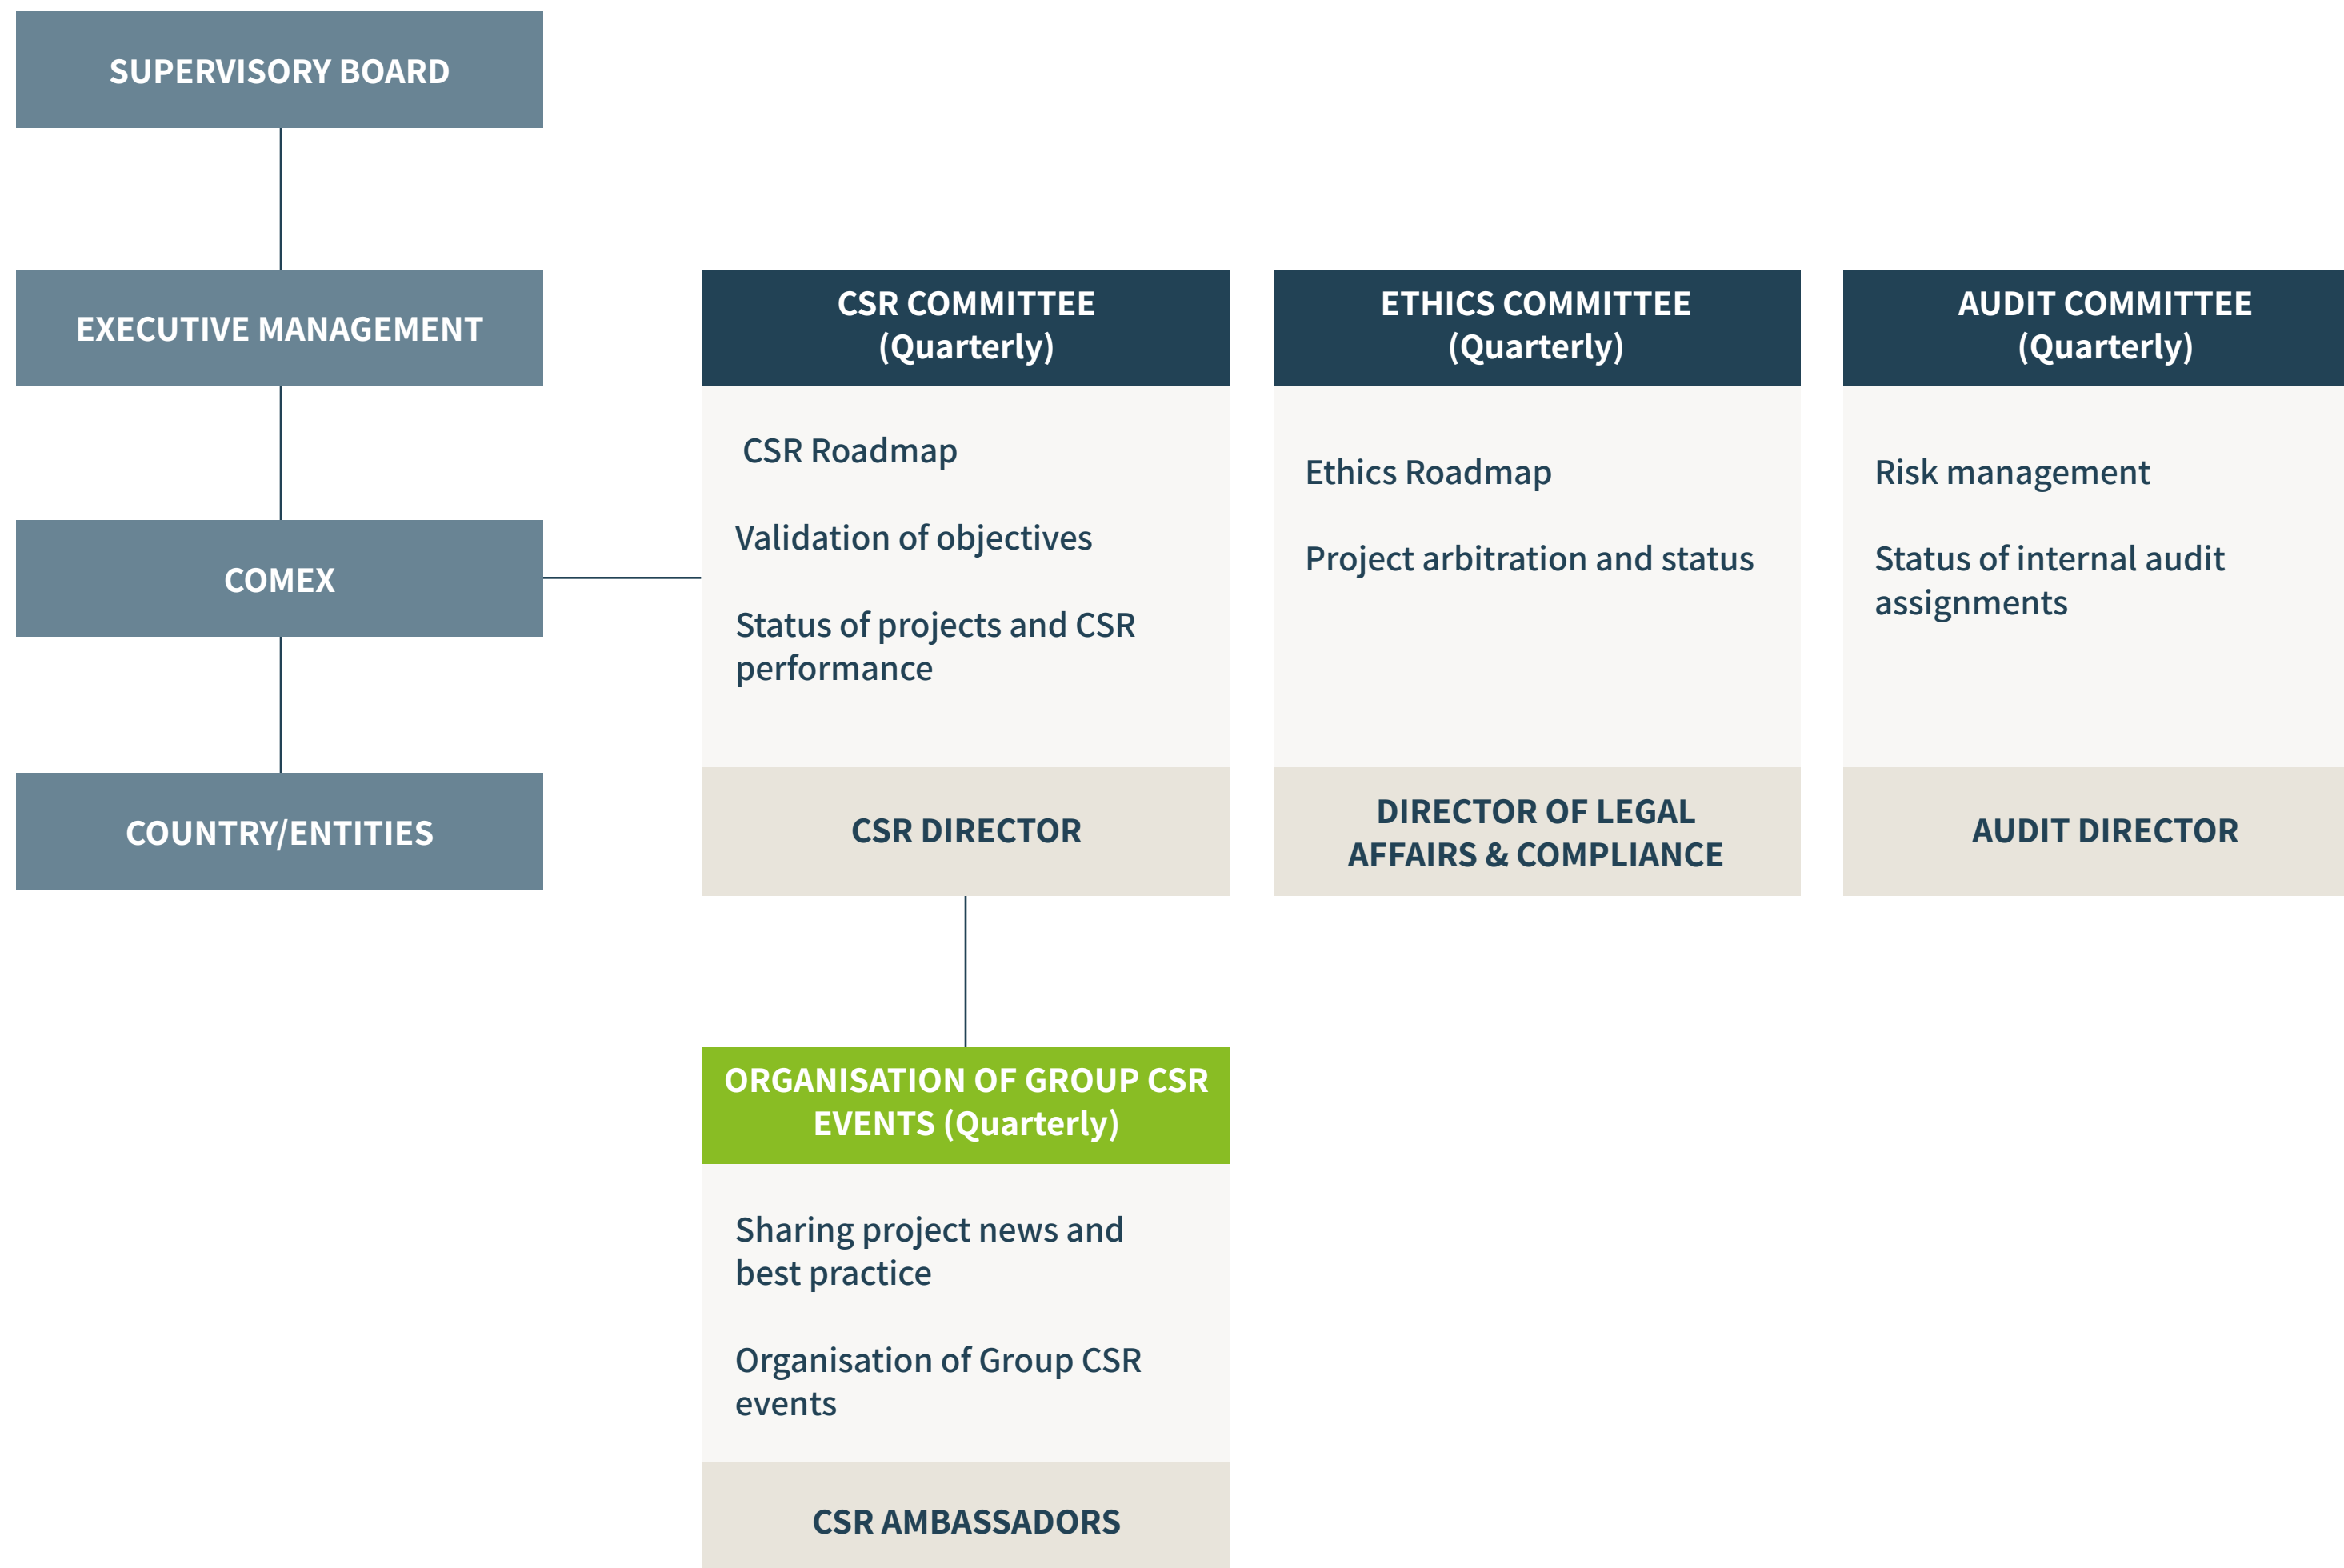 SUPERVISORY BOARD
EXECUTIVE MANAGEMENT
COMEX
COUNTRY/ENTITIES
CSR COMMITTEE
(Quarterly)
CSR Roadmap
Validation of objectives
Status of projects and CSR
performance
CSR DIRECTOR
ETHICS COMMITTEE
(Quarterly)
Ethics Roadmap
Project arbitration and status
DIRECTOR OF LEGAL
AFFAIRS & COMPLIANCE
AUDIT COMMITTEE
(Quarterly)
Risk management
Status of internal audit
assignments
AUDIT DIRECTOR
ORGANISATION OF GROUP CSR
EVENTS (Quarterly)
Sharing project news and
best practice
Organisation of Group CSR
events
CSR AMBASSADORS